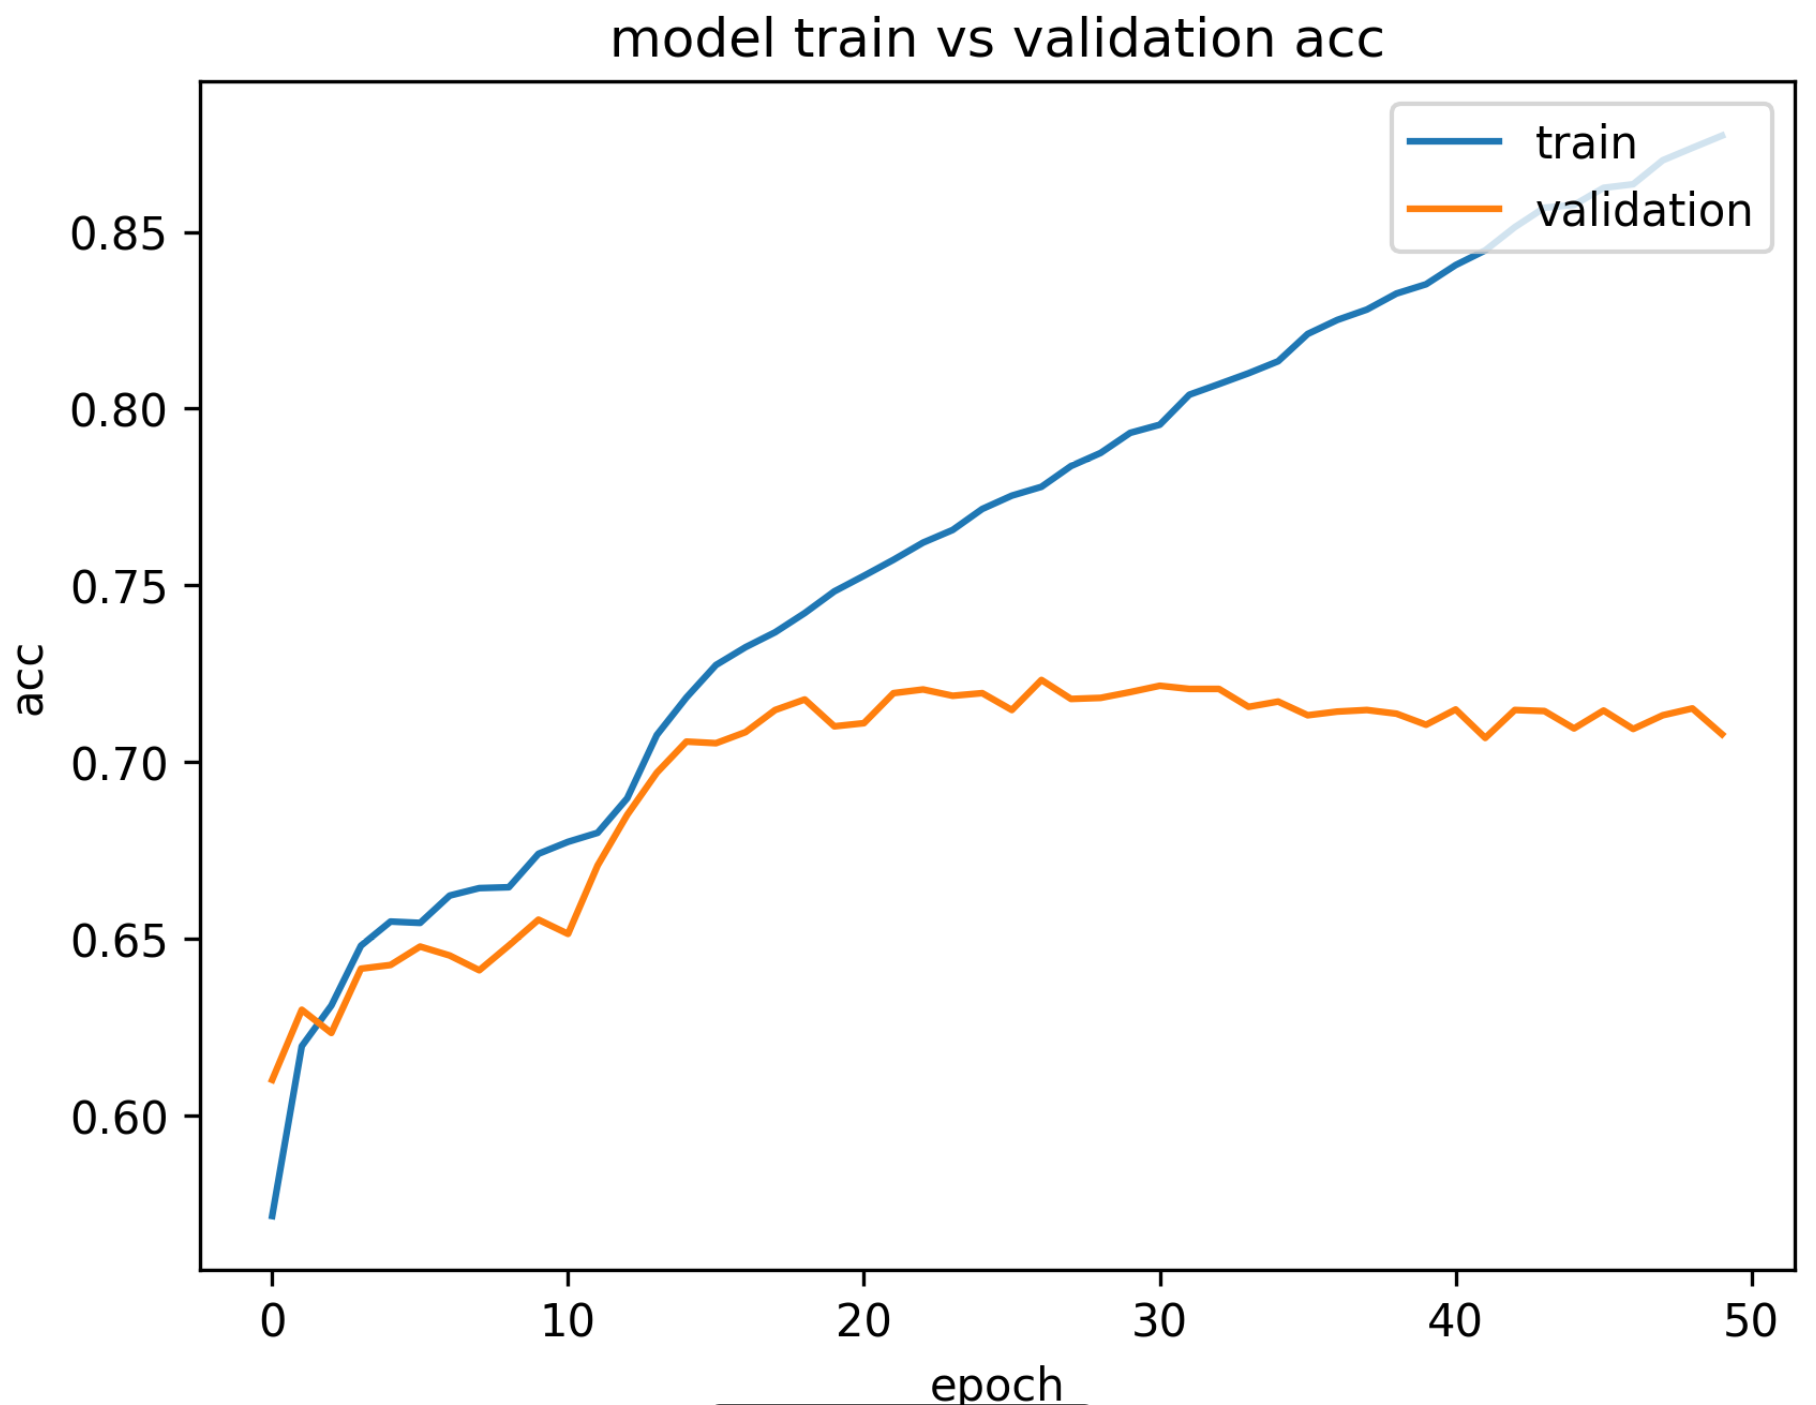 model train vs validation acc
train
validation
0.85
0.80
0.75
0.70
0.65
0.60
acc
0 10 20 30 40 50
epoch